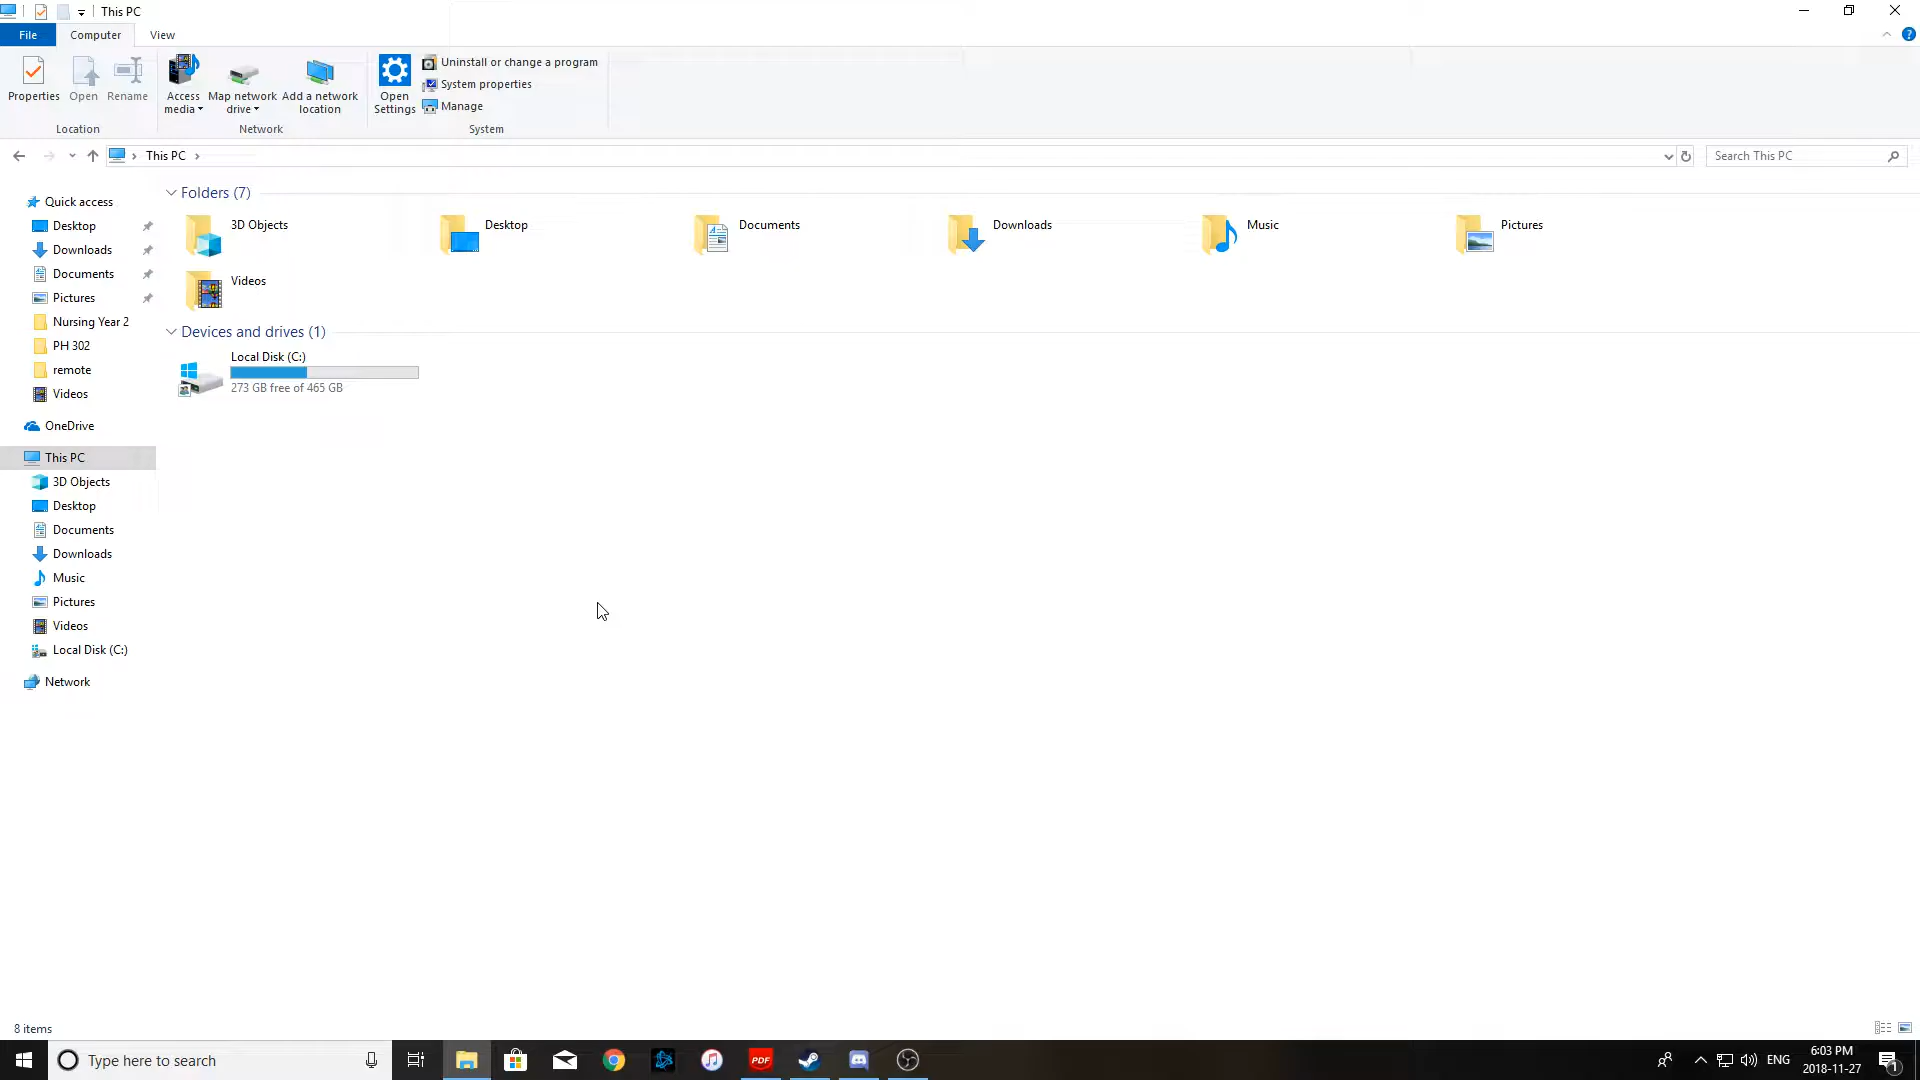 This PC
File Computer View
Properties Open Rename Access media Map network drive Add a network location Open Settings
Uninstall or change a program
System properties
Manage
Location Network System
This PC
Search This PC
Quick access
Desktop
Downloads
Documents
Pictures
Nursing Year 2
PH 302
remote
Videos
OneDrive
This PC
3D Objects
Desktop
Documents
Downloads
Music
Pictures
Videos
Local Disk (C:)
Network
Folders (7)
3D Objects Desktop Documents Downloads Music Pictures
Videos
Devices and drives (1)
Local Disk (C:)
273 GB free of 465 GB
8 items
Type here to search
PDF
ENG
6:03 PM
2018-11-27
1